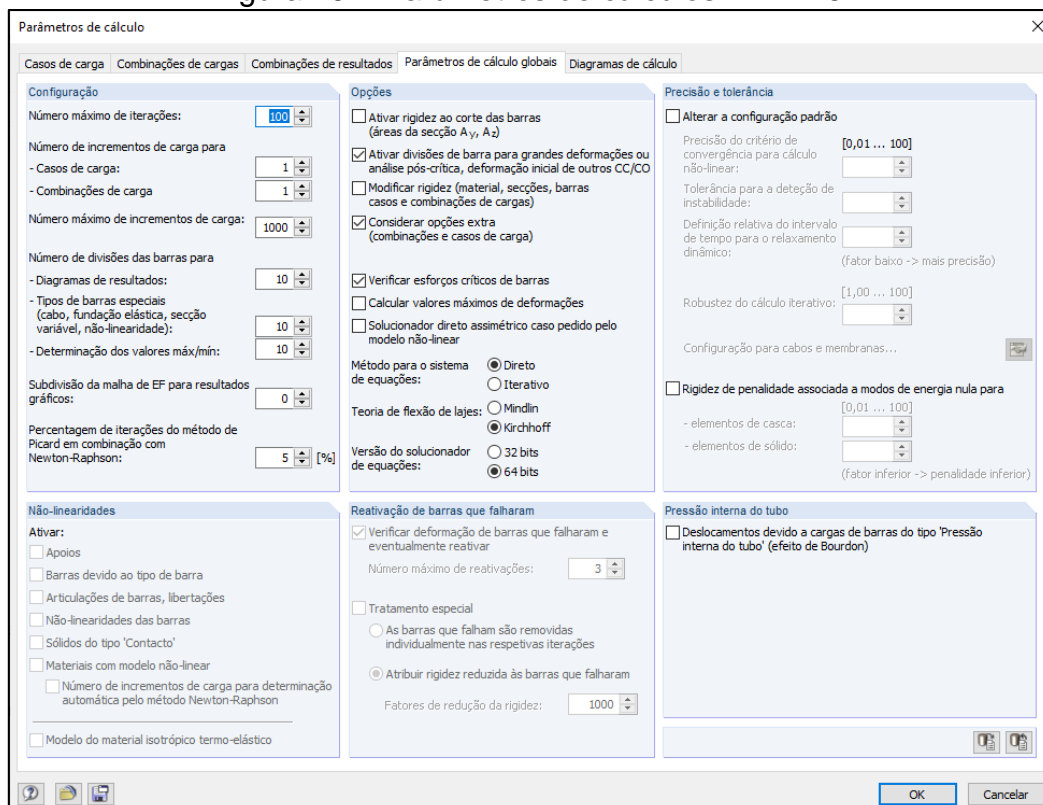 Parâmetros de cálculo
Casos de carga
Combinações de cargas
Combinações de resultados
Parâmetros de cálculo globais
Diagramas de cálculo
Configuração
Número máximo de iterações:
100
Número de incrementos de carga para
- Casos de carga:
1
- Combinações de carga
1
Número máximo de incrementos de carga:
1000
Número de divisões das barras para
- Diagramas de resultados:
10
- Tipos de barras especiais
(cabo, fundação elástica, secção
variável, não-linearidade):
10
- Determinação dos valores máx/mín:
10
Subdivisão da malha de EF para resultados
gráficos:
0
Percentagem de iterações do método de
Picard em combinação com
Newton-Raphson:
5 [%]
Opções
Ativar rigidez ao corte das barras
(áreas da secção Ay, Az)
Ativar divisões de barra para grandes deformações ou
análise pós-crítica, deformação inicial de outros CC/CO
Modificar rigidez (material, secções, barras
casos e combinações de cargas)
Considerar opções extra
(combinações e casos de carga)
Verificar esforços críticos de barras
Calcular valores máximos de deformações
Solucionador direto assimétrico caso pedido pelo
modelo não-linear
Método para o sistema
de equações:
Direto
Iterativo
Teoria de flexão de lajes:
Mindlin
Kirchhoff
Versão do solucionador
de equações:
32 bits
64 bits
Precisão e tolerância
Alterar a configuração padrão
Precisão do critério de
convergência para cálculo
não-linear:
[0,01 ... 100]
Tolerância para a deteção de
instabilidade:
Definição relativa do intervalo
de tempo para o relaxamento
dinâmico:
(fator baixo -> mais precisão)
[1,00 ... 100]
Robustez do cálculo iterativo:
Configuração para cabos e membranas...
Rigidez de penalidade associada a modos de energia nula para
[0,01 ... 100]
- elementos de casca:
- elementos de sólido:
(fator inferior -> penalidade inferior)
Não-linearidades
Ativar:
Apoios
Barras devido ao tipo de barra
Articulações de barras, libertações
Não-linearidades das barras
Sólidos do tipo 'Contacto'
Materiais com modelo não-linear
Número de incrementos de carga para determinação
automática pelo método Newton-Raphson
Modelo do material isotrópico termo-elástico
Reativação de barras que falharam
Verificar deformação de barras que falharam e
eventualmente reativar
Número máximo de reativações:
3
Tratamento especial
As barras que falham são removidas
individualmente nas respetivas iterações
Atribuir rigidez reduzida às barras que falharam
Fatores de redução da rigidez:
1000
Pressão interna do tubo
Deslocamentos devido a cargas de barras do tipo 'Pressão
interna do tubo' (efeito de Bourdon)
OK
Cancelar